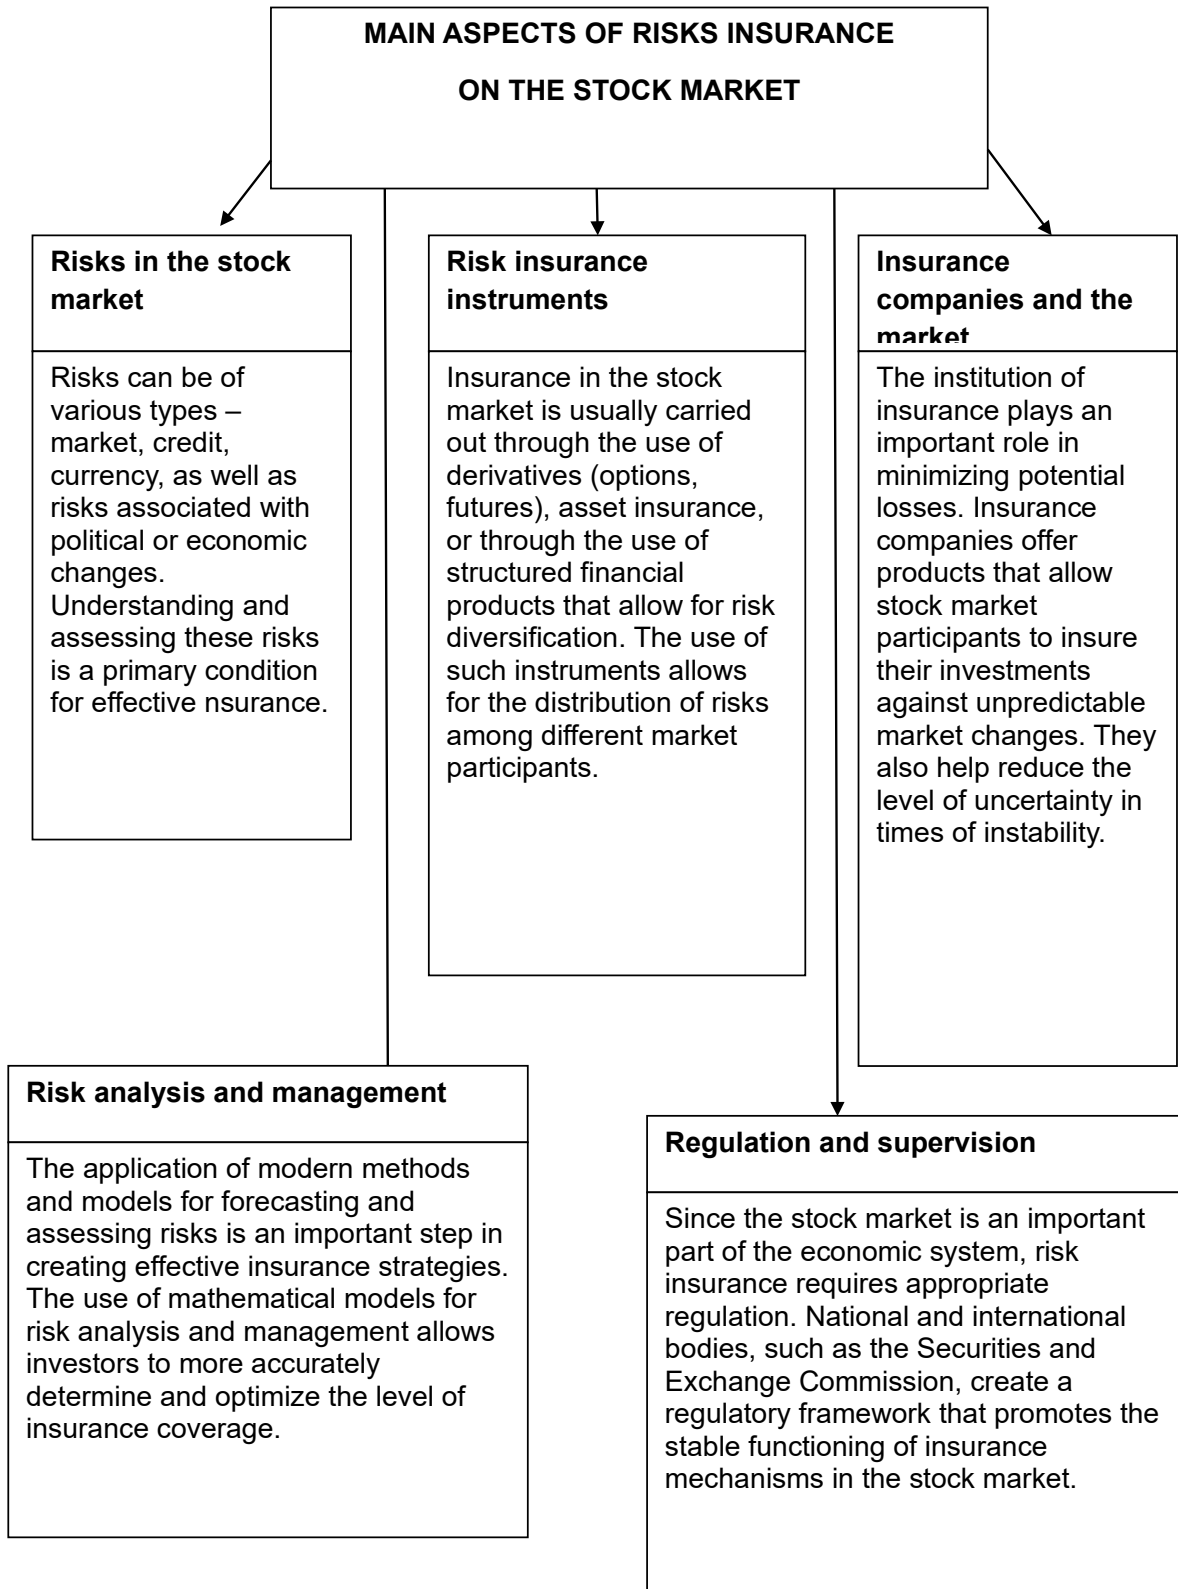 MAIN ASPECTS OF RISKS INSURANCE
ON THE STOCK MARKET
Risks in the stock
market
Risks can be of
various types –
market, credit,
currency, as well as
risks associated with
political or economic
changes.
Understanding and
assessing these risks
is a primary condition
for effective nsurance.
Risk insurance
instruments
Insurance in the stock
market is usually carried
out through the use of
derivatives (options,
futures), asset insurance,
or through the use of
structured financial
products that allow for risk
diversification. The use of
such instruments allows
for the distribution of risks
among different market
participants.
Insurance
companies and the
market
The institution of
insurance plays an
important role in
minimizing potential
losses. Insurance
companies offer
products that allow
stock market
participants to insure
their investments
against unpredictable
market changes. They
also help reduce the
level of uncertainty in
times of instability.
Risk analysis and management
The application of modern methods
and models for forecasting and
assessing risks is an important step in
creating effective insurance strategies.
The use of mathematical models for
risk analysis and management allows
investors to more accurately
determine and optimize the level of
insurance coverage.
Regulation and supervision
Since the stock market is an important
part of the economic system, risk
insurance requires appropriate
regulation. National and international
bodies, such as the Securities and
Exchange Commission, create a
regulatory framework that promotes the
stable functioning of insurance
mechanisms in the stock market.